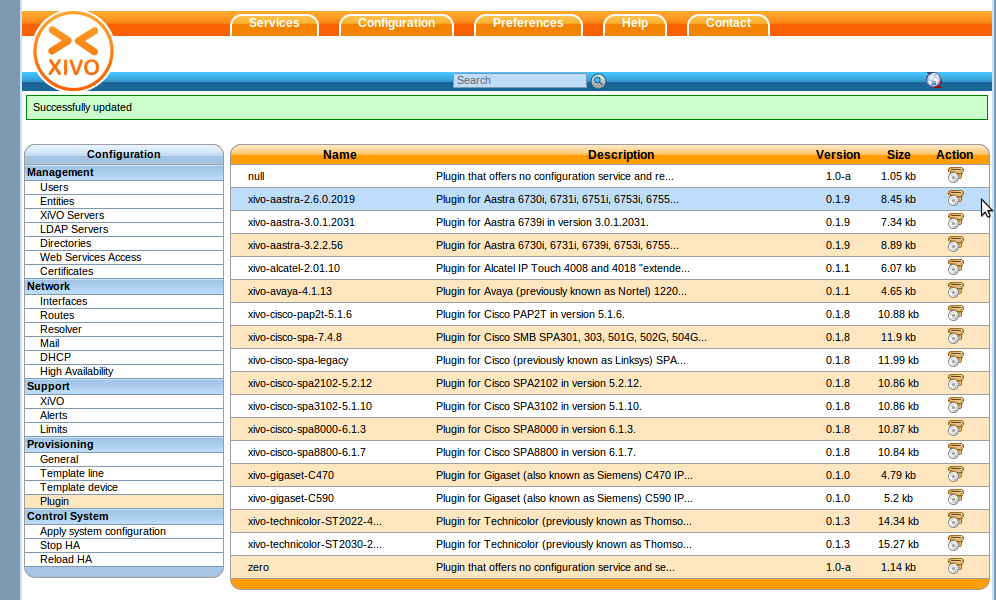 Services Configuration Preferences Help Contact
XIVO
Search
Successfully updated
Configuration
Management
Users
Entities
XiVO Servers
LDAP Servers
Directories
Web Services Access
Certificates
Network
Interfaces
Routes
Resolver
Mail
DHCP
High Availability
Support
XiVO
Alerts
Limits
Provisioning
General
Template line
Template device
Plugin
Control System
Apply system configuration
Stop HA
Reload HA
Name Description Version Size Action
null Plugin that offers no configuration service and re... 1.0-a 1.05 kb
xivo-aastra-2.6.0.2019 Plugin for Aastra 6730i, 6731i, 6751i, 6753i, 6755... 0.1.9 8.45 kb
xivo-aastra-3.0.1.2031 Plugin for Aastra 6739i in version 3.0.1.2031. 0.1.9 7.34 kb
xivo-aastra-3.2.2.56 Plugin for Aastra 6730i, 6731i, 6739i, 6753i, 6755... 0.1.9 8.89 kb
xivo-alcatel-2.01.10 Plugin for Alcatel IP Touch 4008 and 4018 "extende... 0.1.1 6.07 kb
xivo-avaya-4.1.13 Plugin for Avaya (previously known as Nortel) 1220... 0.1.1 4.65 kb
xivo-cisco-pap2t-5.1.6 Plugin for Cisco PAP2T in version 5.1.6. 0.1.8 10.88 kb
xivo-cisco-spa-7.4.8 Plugin for Cisco SMB SPA301, 303, 501G, 502G, 504G... 0.1.8 11.9 kb
xivo-cisco-spa-legacy Plugin for Cisco (previously known as Linksys) SPA... 0.1.8 11.99 kb
xivo-cisco-spa2102-5.2.12 Plugin for Cisco SPA2102 in version 5.2.12. 0.1.8 10.86 kb
xivo-cisco-spa3102-5.1.10 Plugin for Cisco SPA3102 in version 5.1.10. 0.1.8 10.86 kb
xivo-cisco-spa8000-6.1.3 Plugin for Cisco SPA8000 in version 6.1.3. 0.1.8 10.87 kb
xivo-cisco-spa8800-6.1.7 Plugin for Cisco SPA8800 in version 6.1.7. 0.1.8 10.84 kb
xivo-gigaset-C470 Plugin for Gigaset (also known as Siemens) C470 IP... 0.1.0 4.79 kb
xivo-gigaset-C590 Plugin for Gigaset (also known as Siemens) C590 IP... 0.1.0 5.2 kb
xivo-technicolor-ST2022-4... Plugin for Technicolor (previously known as Thomso... 0.1.3 14.34 kb
xivo-technicolor-ST2030-2... Plugin for Technicolor (previously known as Thomso... 0.1.3 15.27 kb
zero Plugin that offers no configuration service and se... 1.0-a 1.14 kb